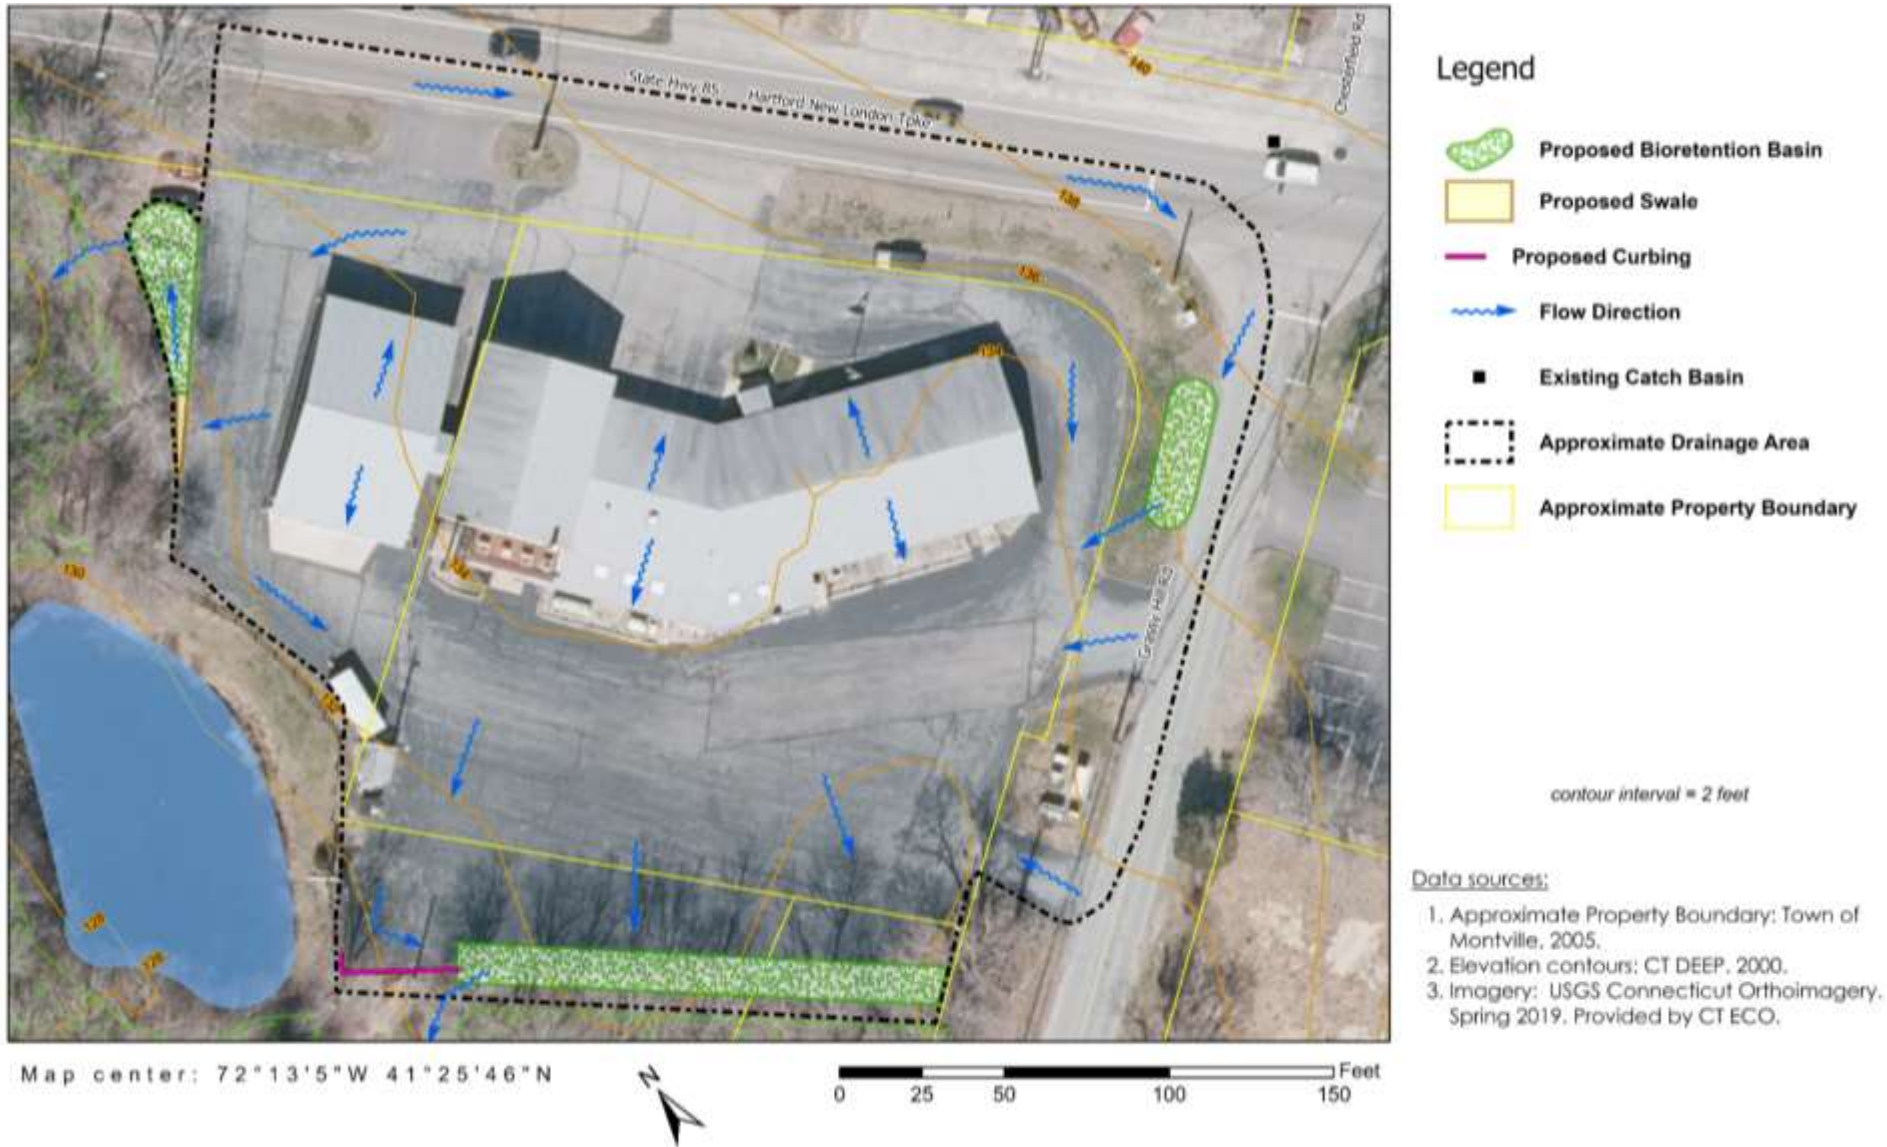 State Hwy 85
Hartford New London Tpke
Chesterfield Rd
140
138
136
134
134
Grassy Hill Rd
130
132
128
128
Legend
Proposed Bioretention Basin
Proposed Swale
Proposed Curbing
Flow Direction
Existing Catch Basin
Approximate Drainage Area
Approximate Property Boundary
contour interval = 2 feet
Data sources:
1. Approximate Property Boundary: Town of
Montville, 2005.
2. Elevation contours: CT DEEP. 2000.
3. Imagery: USGS Connecticut Orthoimagery.
Spring 2019. Provided by CT ECO.
Map center: 72°13'5"W 41°25'46"N
N
Feet
0 25 50 100 150